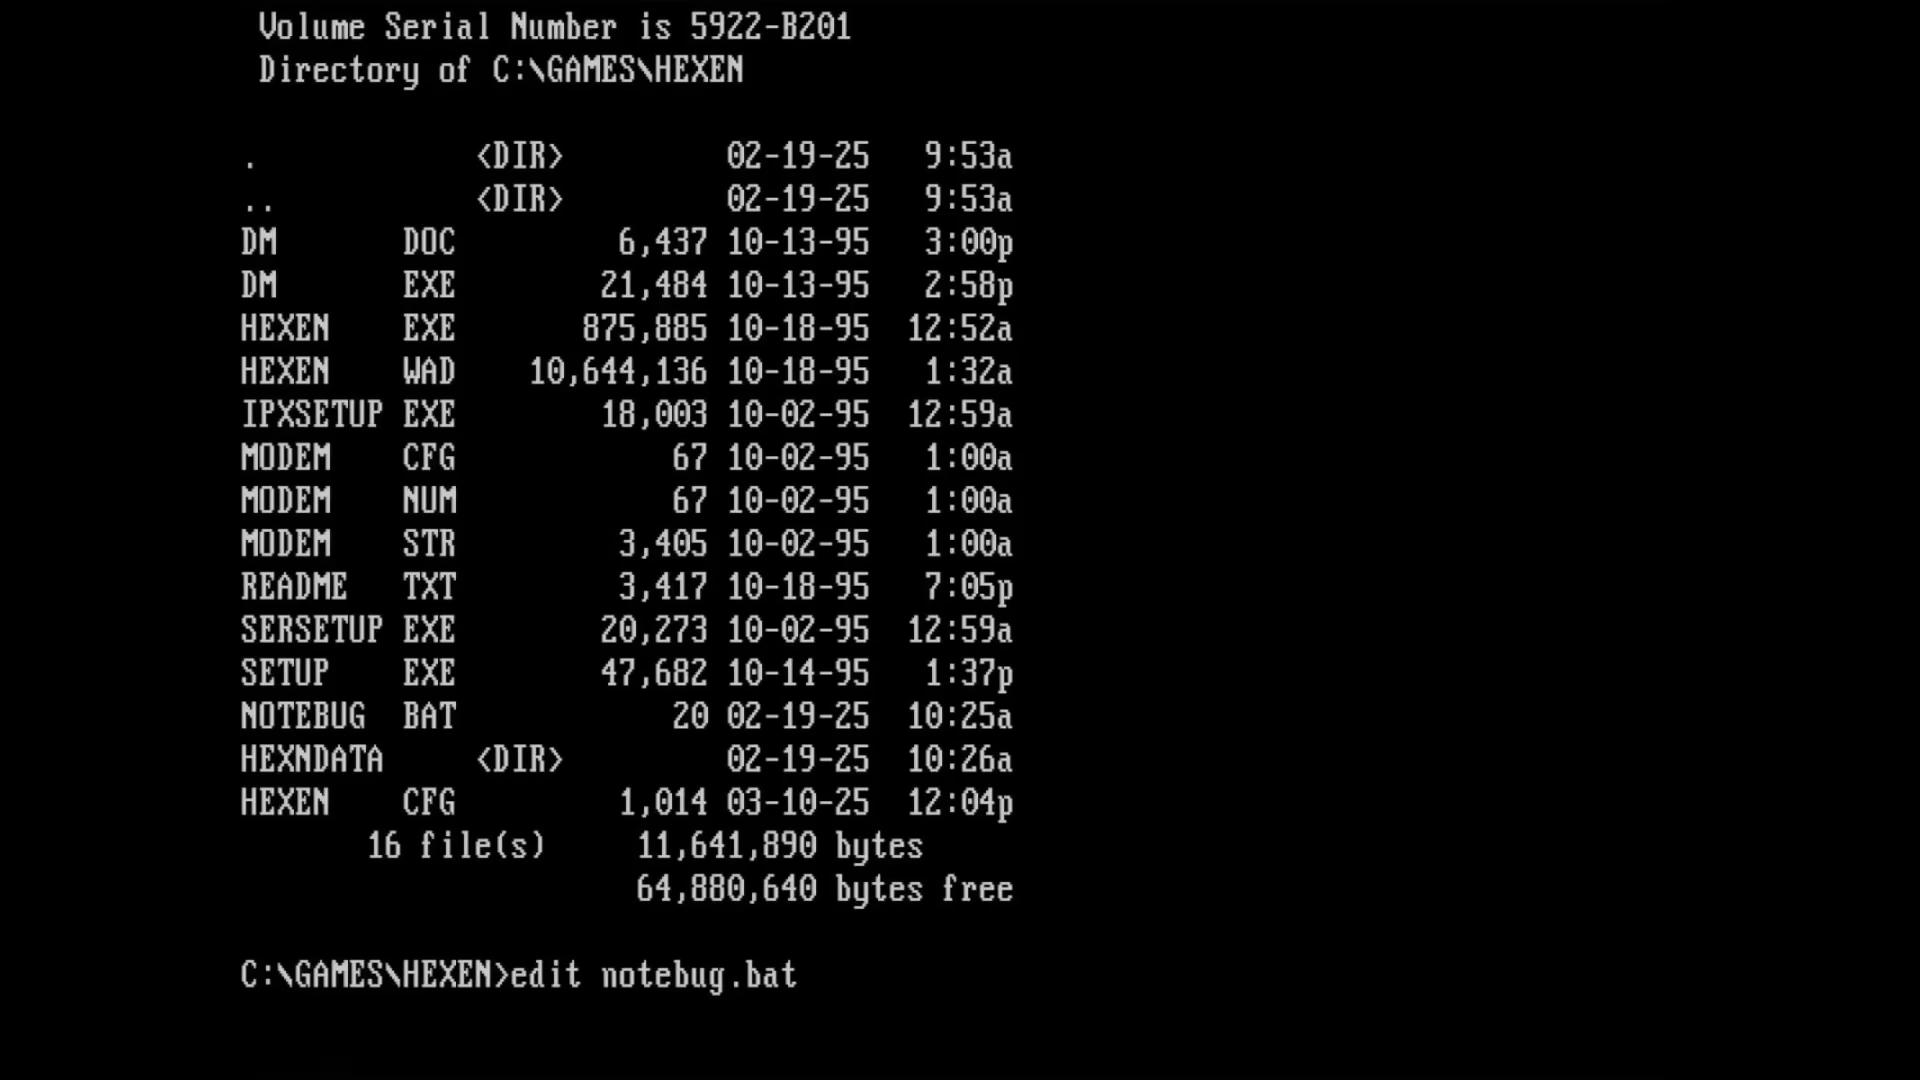 Volume Serial Number is 5922-B201
Directory of C:\GAMES\HEXEN
. <DIR> 02-19-25 9:53a
.. <DIR> 02-19-25 9:53a
DM DOC 6,437 10-13-95 3:00p
DM EXE 21,484 10-13-95 2:58p
HEXEN EXE 875,885 10-18-95 12:52a
HEXEN WAD 10,644,136 10-18-95 1:32a
IPXSETUP EXE 18,003 10-02-95 12:59a
MODEM CFG 67 10-02-95 1:00a
MODEM NUM 67 10-02-95 1:00a
MODEM STR 3,405 10-02-95 1:00a
README TXT 3,417 10-18-95 7:05p
SERSETUP EXE 20,273 10-02-95 12:59a
SETUP EXE 47,682 10-14-95 1:37p
NOTEBUG BAT 20 02-19-25 10:25a
HEXNDATA <DIR> 02-19-25 10:26a
HEXEN CFG 1,014 03-10-25 12:04p
16 file(s) 11,641,890 bytes
64,880,640 bytes free
C:\GAMES\HEXEN>edit notebug.bat